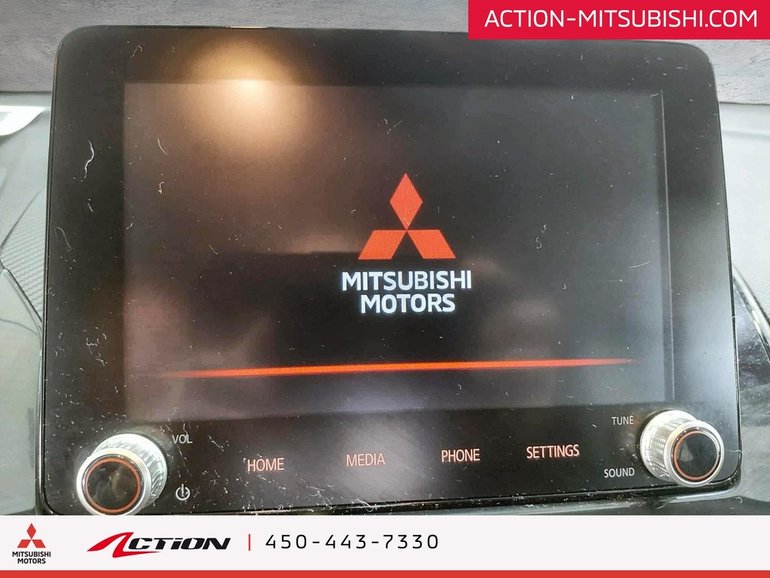 ACTION-MITSUBISHI.COM
MITSUBISHI
MOTORS
VOL
TUNE
HOME
MEDIA
PHONE
SETTINGS
SOUND
MITSUBISHI
MOTORS
ACTION | 450-443-7330